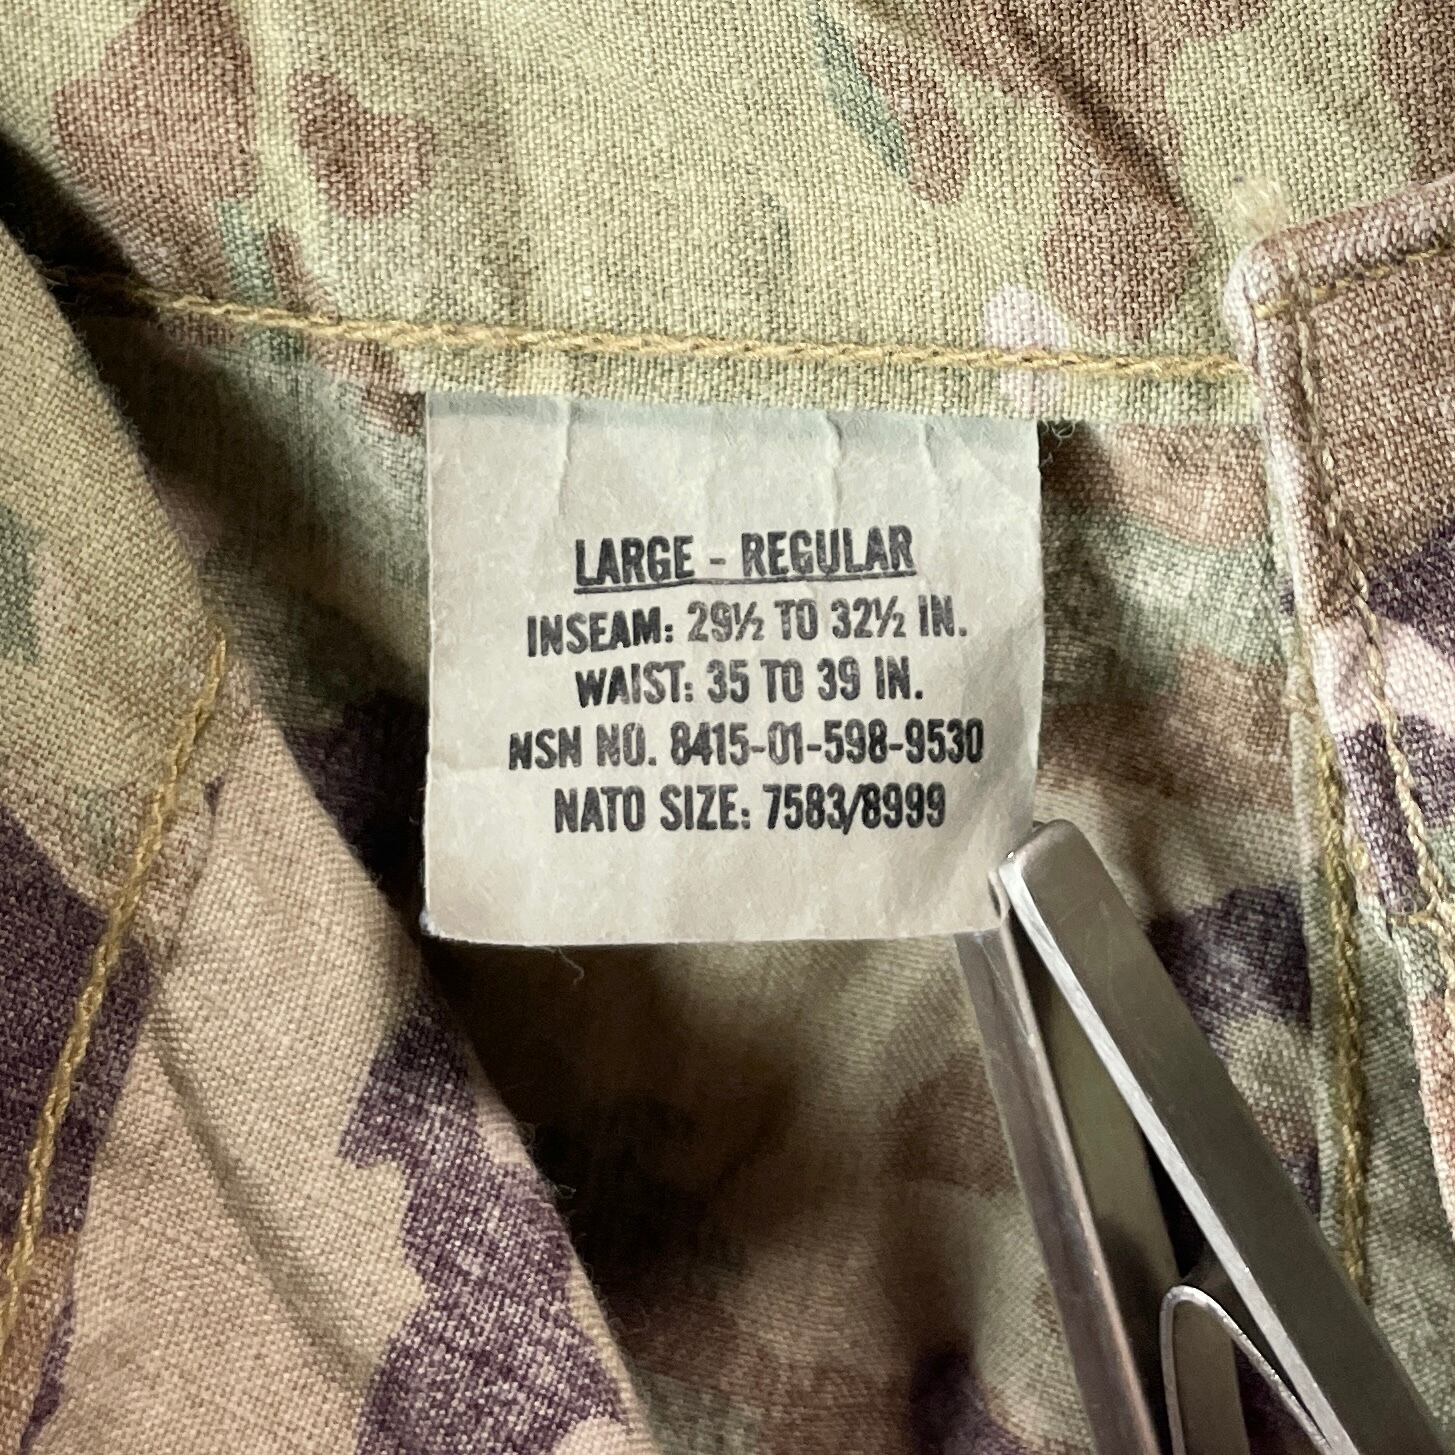 LARGE - REGULAR
INSEAM: 29½ TO 32½ IN.
WAIST: 35 TO 39 IN.
NSN NO. 8415-01-598-9530
NATO SIZE: 7583/8999